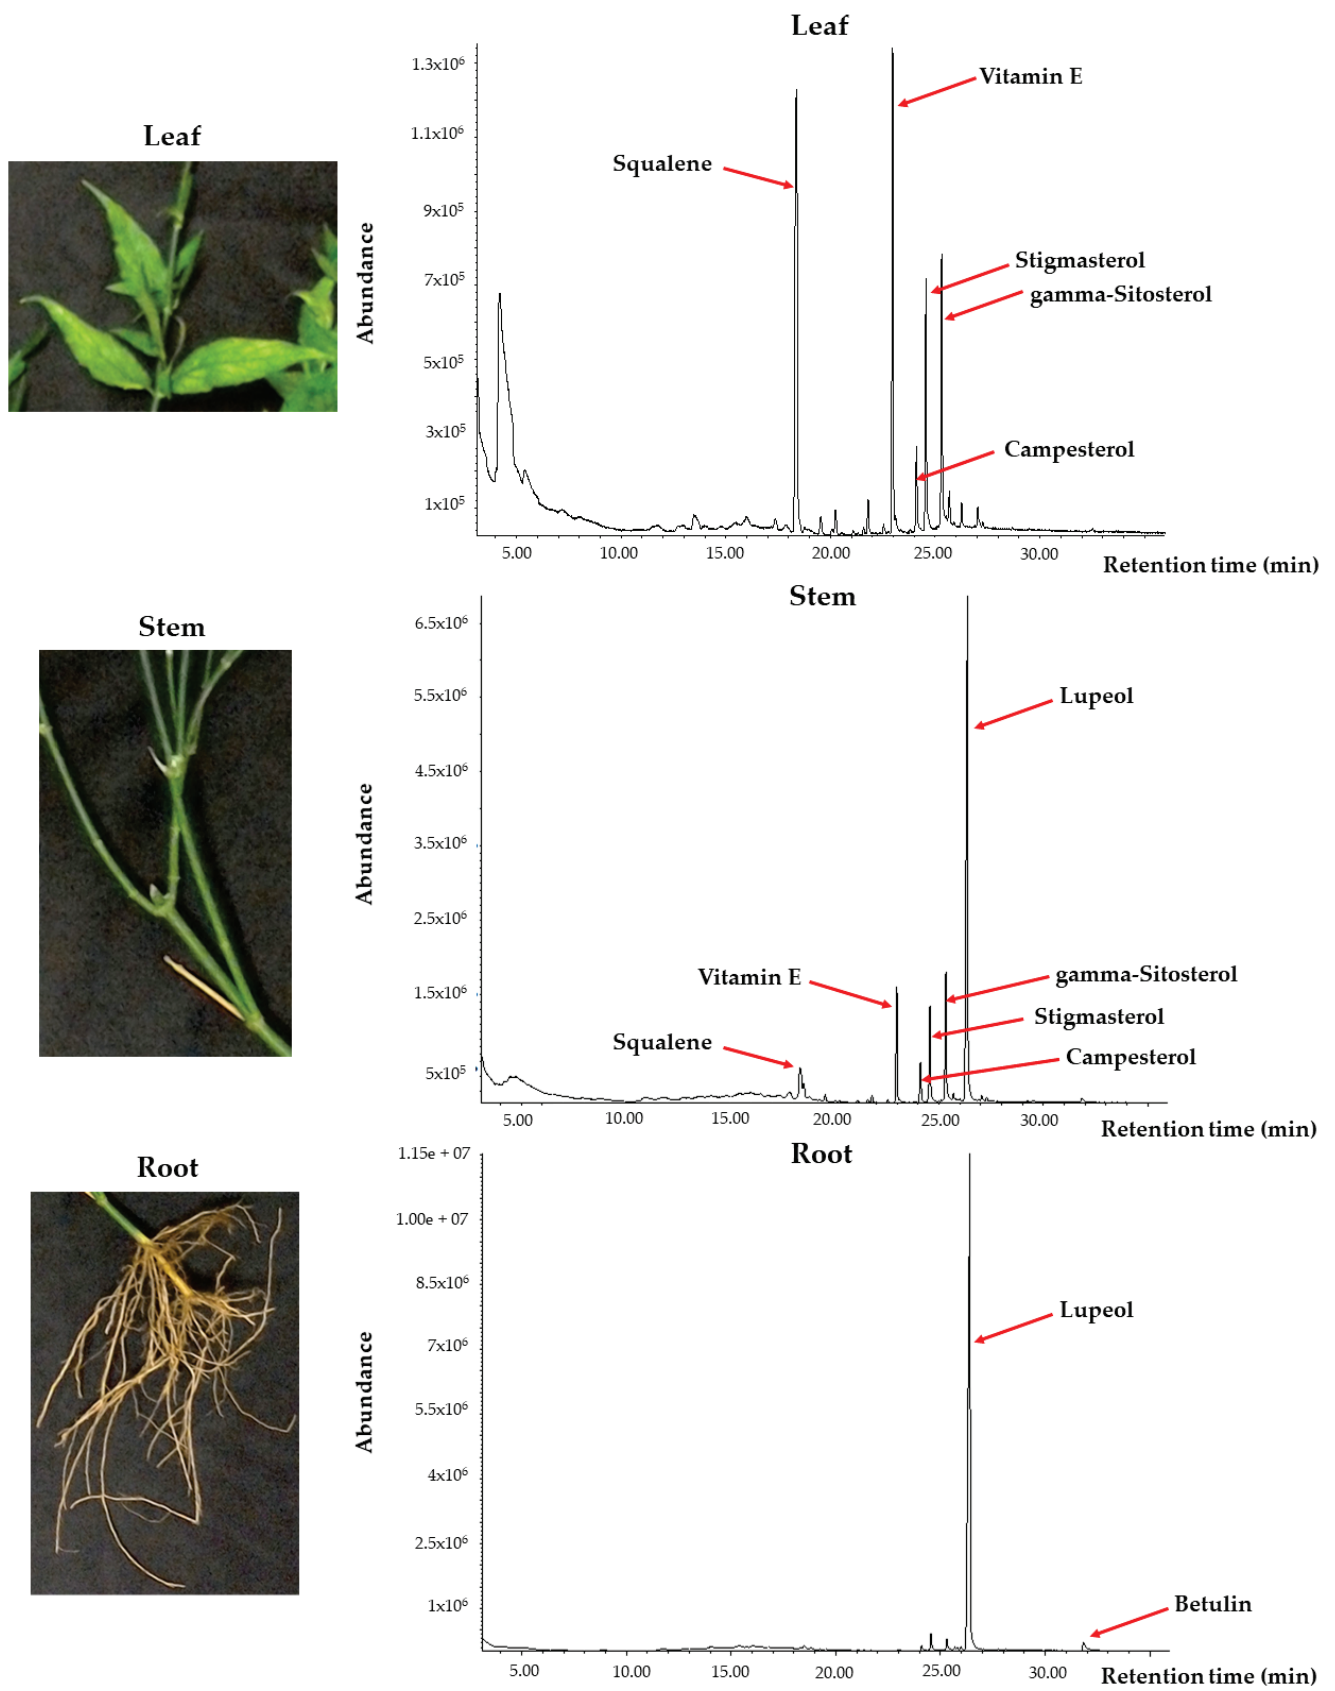 Leaf
Leaf
Abundance
1.3x10⁶
1.1x10⁶
9x10⁵
7x10⁵
5x10⁵
3x10⁵
1x10⁵
Vitamin E
Squalene
Stigmasterol
gamma-Sitosterol
Campesterol
5.00 10.00 15.00 20.00 25.00 30.00
Retention time (min)
Stem
Stem
Abundance
6.5x10⁶
5.5x10⁶
4.5x10⁶
3.5x10⁶
2.5x10⁶
1.5x10⁶
5x10⁵
Lupeol
Vitamin E
gamma-Sitosterol
Stigmasterol
Squalene
Campesterol
5.00 10.00 15.00 20.00 25.00 30.00
Retention time (min)
Root
Root
Abundance
1.15e + 07
1.00e + 07
8.5x10⁶
7x10⁶
5.5x10⁶
4x10⁶
2.5x10⁶
1x10⁶
Lupeol
Betulin
5.00 10.00 15.00 20.00 25.00 30.00
Retention time (min)